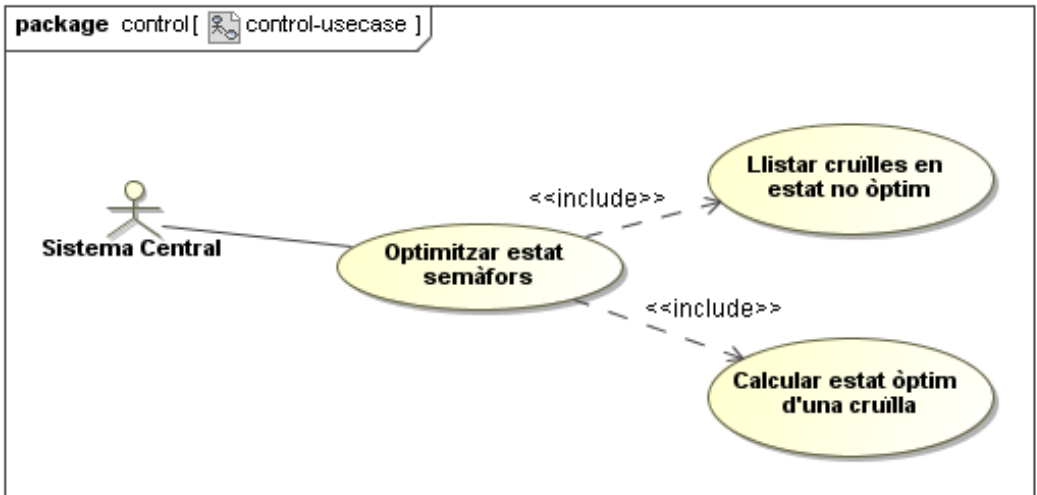 package control[ control-usecase ]
Llistar cruïlles en
estat no òptim
<<include>>
Sistema Central
Optimitzar estat
semàfors
<<include>>
Calcular estat òptim
d'una cruïlla